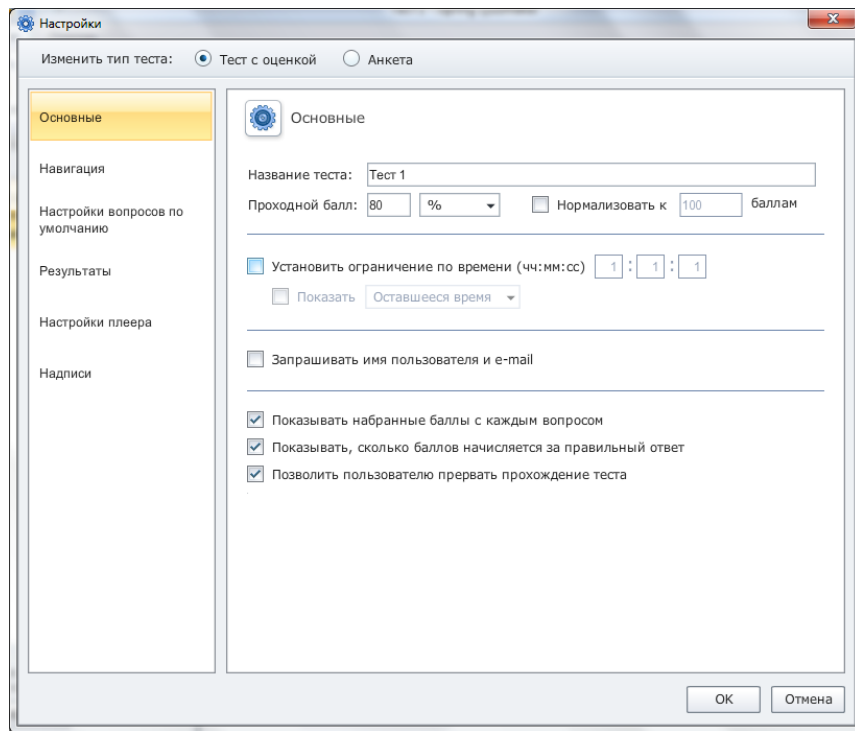 Настройки
Изменить тип теста: Тест с оценкой Анкета
Основные
Навигация
Настройки вопросов по
умолчанию
Результаты
Настройки плеера
Надписи
Основные
Название теста: Тест 1
Проходной балл: 80 % Нормализовать к 100 баллам
Установить ограничение по времени (чч:мм:сс) 1 : 1 : 1
Показать Оставшееся время
Запрашивать имя пользователя и e-mail
Показывать набранные баллы с каждым вопросом
Показывать, сколько баллов начисляется за правильный ответ
Позволить пользователю прервать прохождение теста
OK Отмена